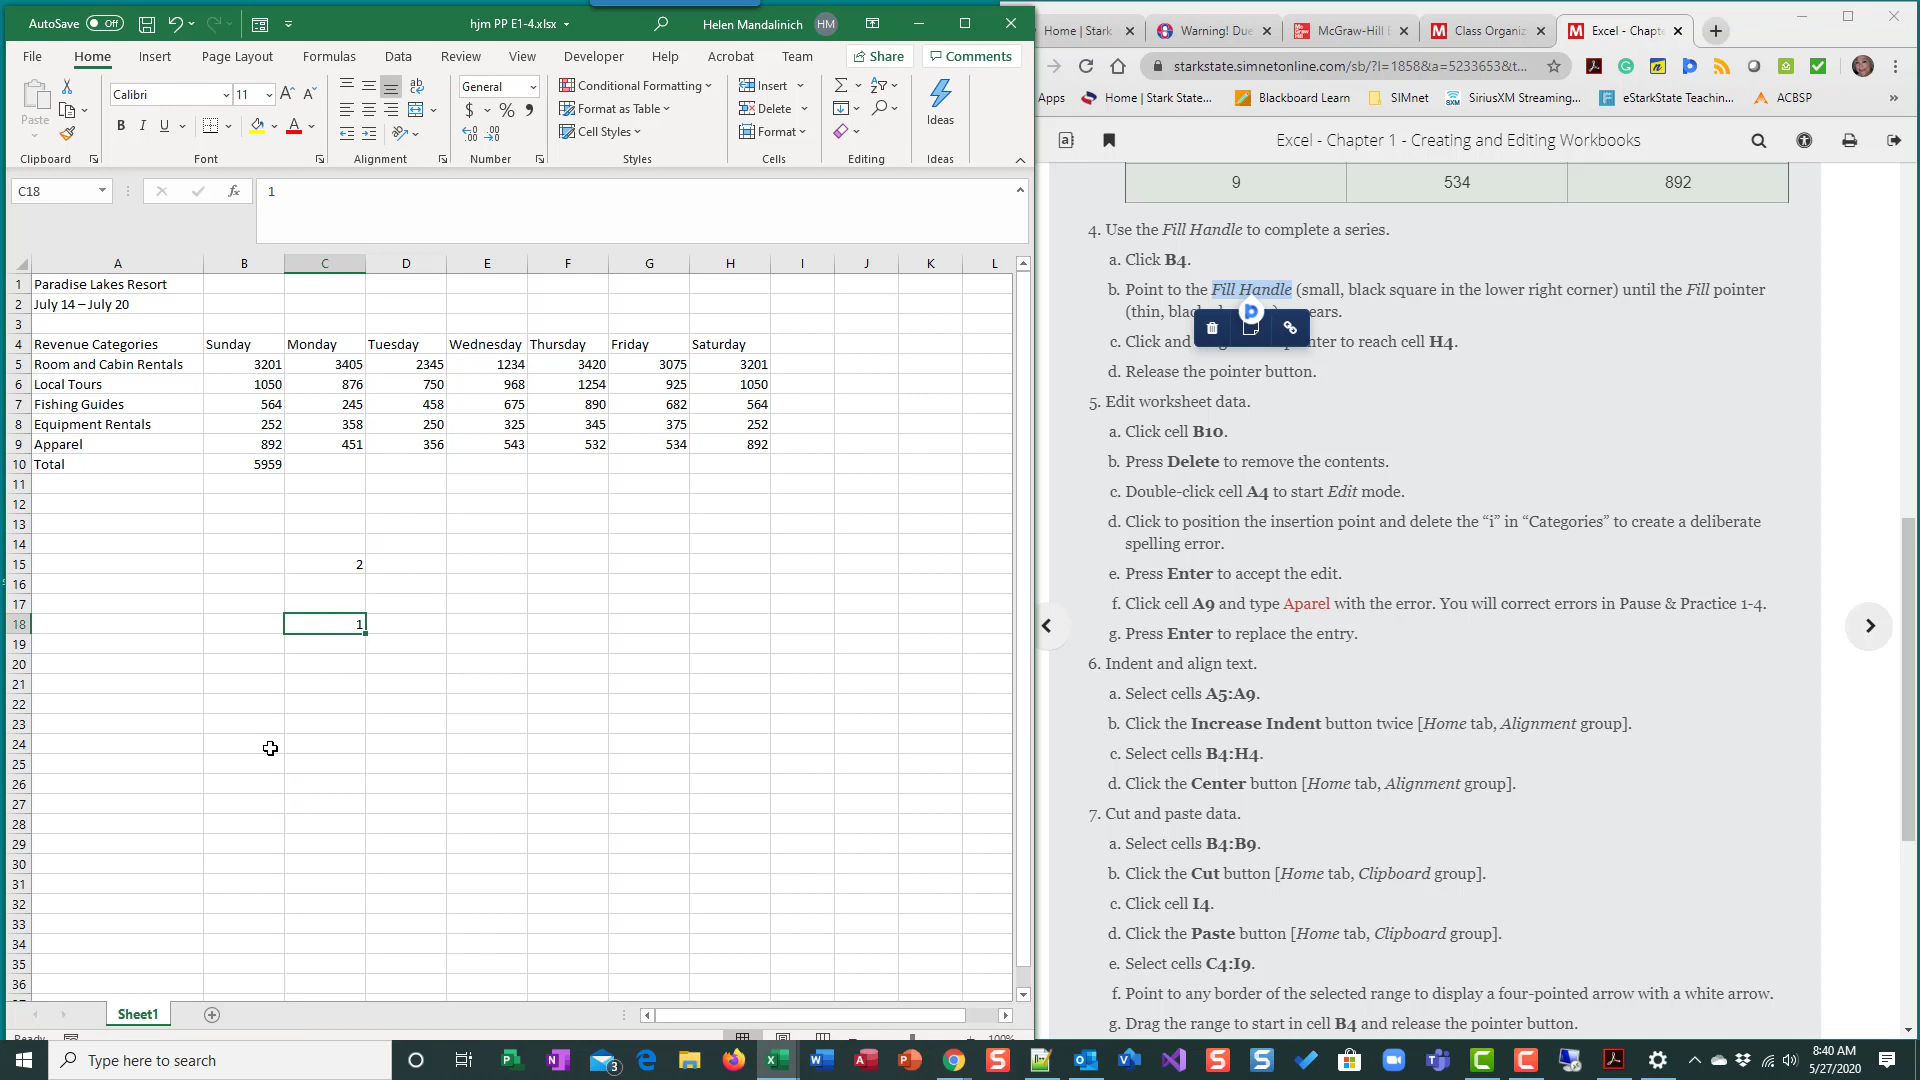 AutoSave Off
hjm PP E1-4.xlsx
Helen Mandalinich HM
File Home Insert Page Layout Formulas Data Review View Developer Help Acrobat Team Share Comments
Paste
Calibri 11
General
Conditional Formatting
Format as Table
Cell Styles
Insert
Delete
Format
Ideas
Clipboard Font Alignment Number Styles Cells Editing Ideas
C18 fx 1
A B C D E F G H I J K L
1 Paradise Lakes Resort
2 July 14 – July 20
3
4 Revenue Categories Sunday Monday Tuesday Wednesday Thursday Friday Saturday
5 Room and Cabin Rentals 3201 3405 2345 1234 3420 3075 3201
6 Local Tours 1050 876 750 968 1254 925 1050
7 Fishing Guides 564 245 458 675 890 682 564
8 Equipment Rentals 252 358 250 325 345 375 252
9 Apparel 892 451 356 543 532 534 892
10 Total 5959
11
12
13
14
15 2
16
17
18 1
19
20
21
22
23
24
25
26
27
28
29
30
31
32
33
34
35
36
Sheet1
Home | Stark
Warning! Due
McGraw-Hill E
Class Organiz
Excel - Chapte
starkstate.simnetonline.com/sb/?l=1858&a=5233653&t...
Apps Home | Stark State... Blackboard Learn SIMnet SiriusXM Streaming... eStarkState Teachin... ACBSP
Excel - Chapter 1 - Creating and Editing Workbooks
9 534 892
4. Use the Fill Handle to complete a series.
a. Click B4.
b. Point to the Fill Handle (small, black square in the lower right corner) until the Fill pointer
(thin, ears.
c. Click and to reach cell H4.
d. Release the pointer button.
5. Edit worksheet data.
a. Click cell B10.
b. Press Delete to remove the contents.
c. Double-click cell A4 to start Edit mode.
d. Click to position the insertion point and delete the “i” in “Categories” to create a deliberate
spelling error.
e. Press Enter to accept the edit.
f. Click cell A9 and type Aparel with the error. You will correct errors in Pause & Practice 1-4.
g. Press Enter to replace the entry.
6. Indent and align text.
a. Select cells A5:A9.
b. Click the Increase Indent button twice [Home tab, Alignment group].
c. Select cells B4:H4.
d. Click the Center button [Home tab, Alignment group].
7. Cut and paste data.
a. Select cells B4:B9.
b. Click the Cut button [Home tab, Clipboard group].
c. Click cell I4.
d. Click the Paste button [Home tab, Clipboard group].
e. Select cells C4:I9.
f. Point to any border of the selected range to display a four-pointed arrow with a white arrow.
g. Drag the range to start in cell B4 and release the pointer button.
Type here to search
8:40 AM
5/27/2020